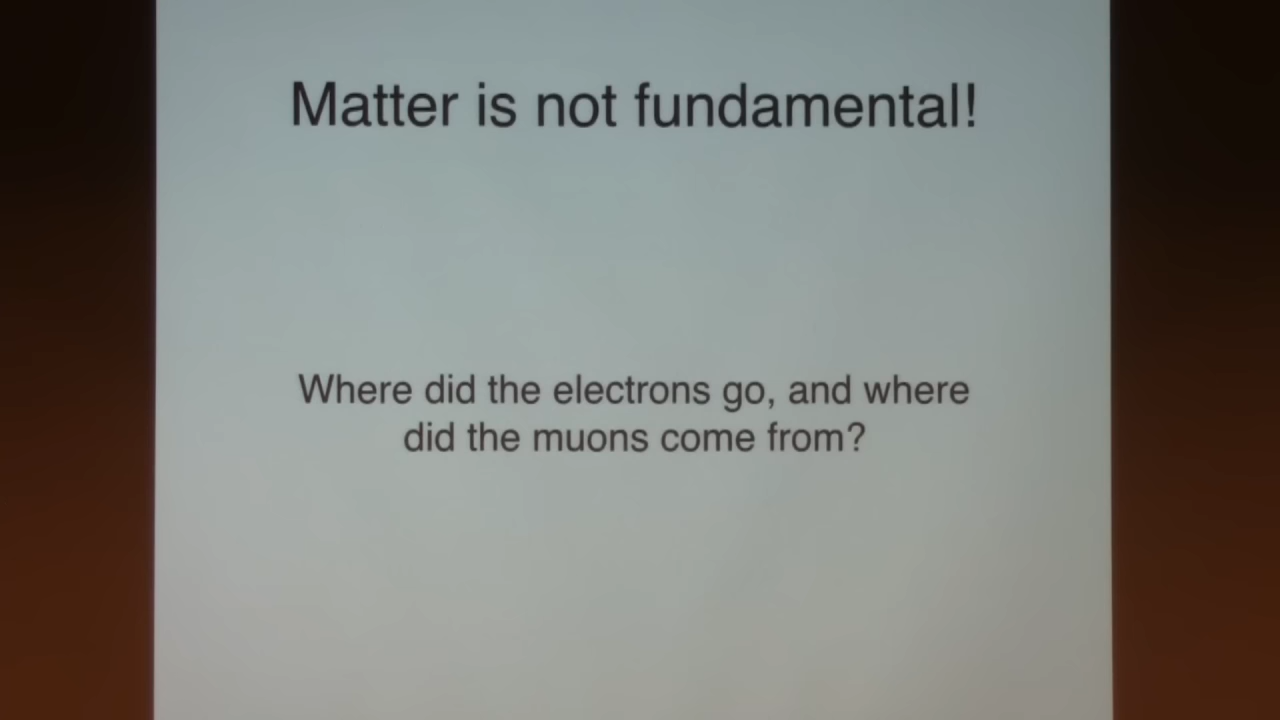 Matter is not fundamental!
Where did the electrons go, and where
did the muons come from?